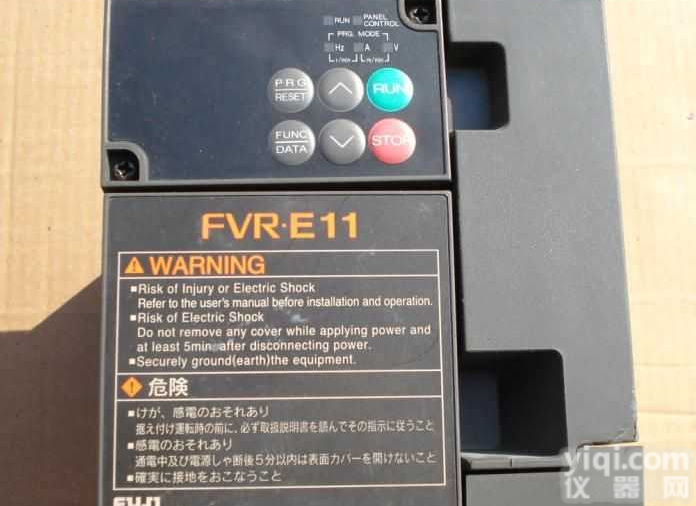 RUN PANEL CONTROL
PRG. MODE
Hz A V
PRG RESET
RUN
FUNC DATA
STOP
FVR·E11
WARNING
■Risk of Injury or Electric Shock
Refer to the user's manual before installation and operation.
■Risk of Electric Shock
Do not remove any cover while applying power and
at least 5min. after disconnecting power.
■Securely ground(earth)the equipment.
危険
■けが、感電のおそれあり
据え付け運転時の前に、必ず取扱説明書を読んでその指示に従うこと
■感電のおそれあり
通電中及び電源しゃ断後5分以内は表面カバーを開けないこと
■確実に接地をおこなうこと
FUJI
yiqi.com
仪器网